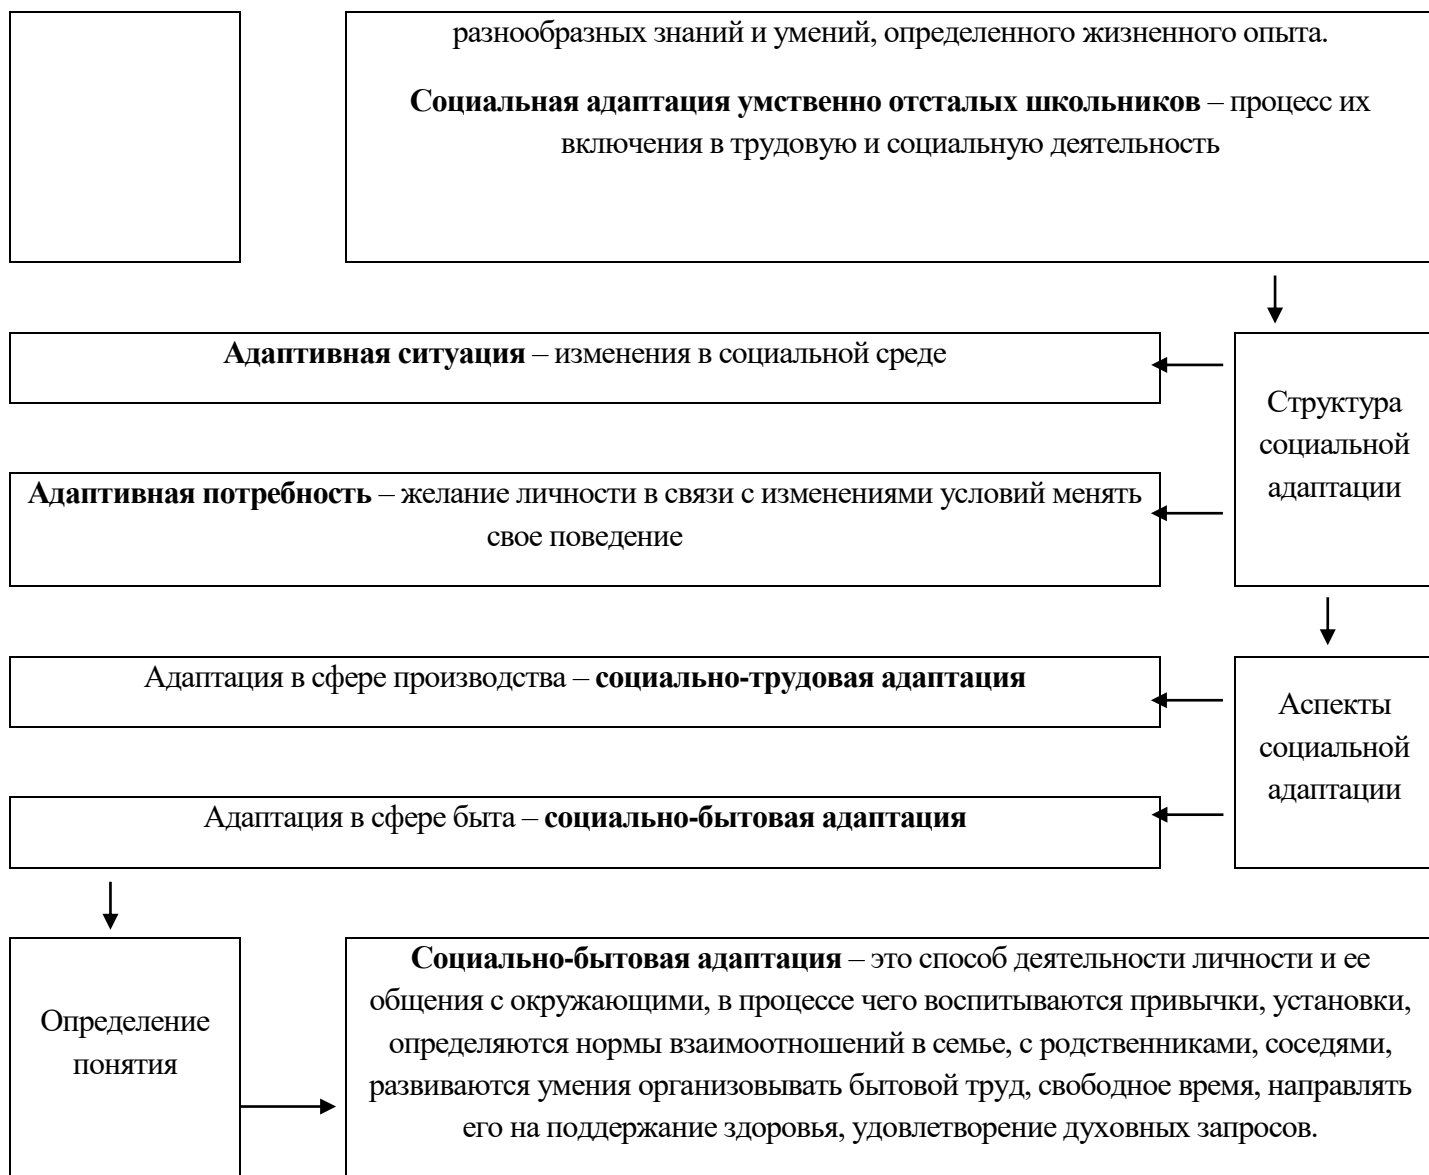 разнообразных знаний и умений, определенного жизненного опыта.
Социальная адаптация умственно отсталых школьников – процесс их
включения в трудовую и социальную деятельность
Адаптивная ситуация – изменения в социальной среде
Структура
социальной
адаптации
Адаптивная потребность – желание личности в связи с изменениями условий менять
свое поведение
Адаптация в сфере производства – социально-трудовая адаптация
Аспекты
социальной
адаптации
Адаптация в сфере быта – социально-бытовая адаптация
Определение
понятия
Социально-бытовая адаптация – это способ деятельности личности и ее
общения с окружающими, в процессе чего воспитываются привычки, установки,
определяются нормы взаимоотношений в семье, с родственниками, соседями,
развиваются умения организовывать бытовой труд, свободное время, направлять
его на поддержание здоровья, удовлетворение духовных запросов.